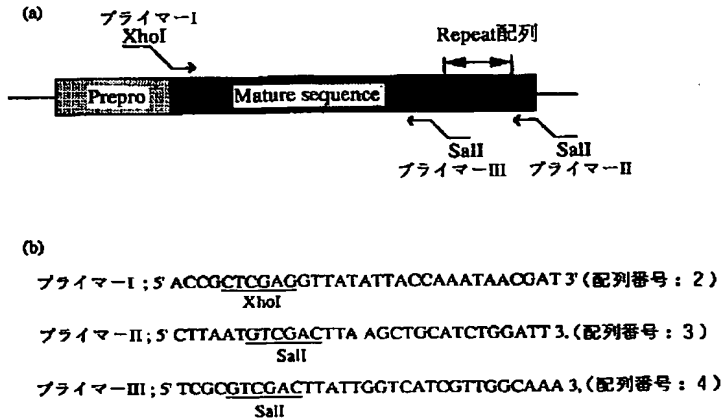 (a)
プライマーI
XhoI
Repeat配列
Prepro
Mature sequence
SalI
プライマーIII
SalI
プライマーII
(b)
プライマーI;5' ACCGCTCGAGGTTATATTACCAAATAACGAT 3'(配列番号:2)
XhoI
プライマーII;5' CTTAATGTCGACTTA AGCTGCATCTGGATT 3,(配列番号:3)
SalI
プライマーIII;5' TCGCGTCGACTTATTGGTCATCGTTGGCAAA 3,(配列番号:4)
SalI